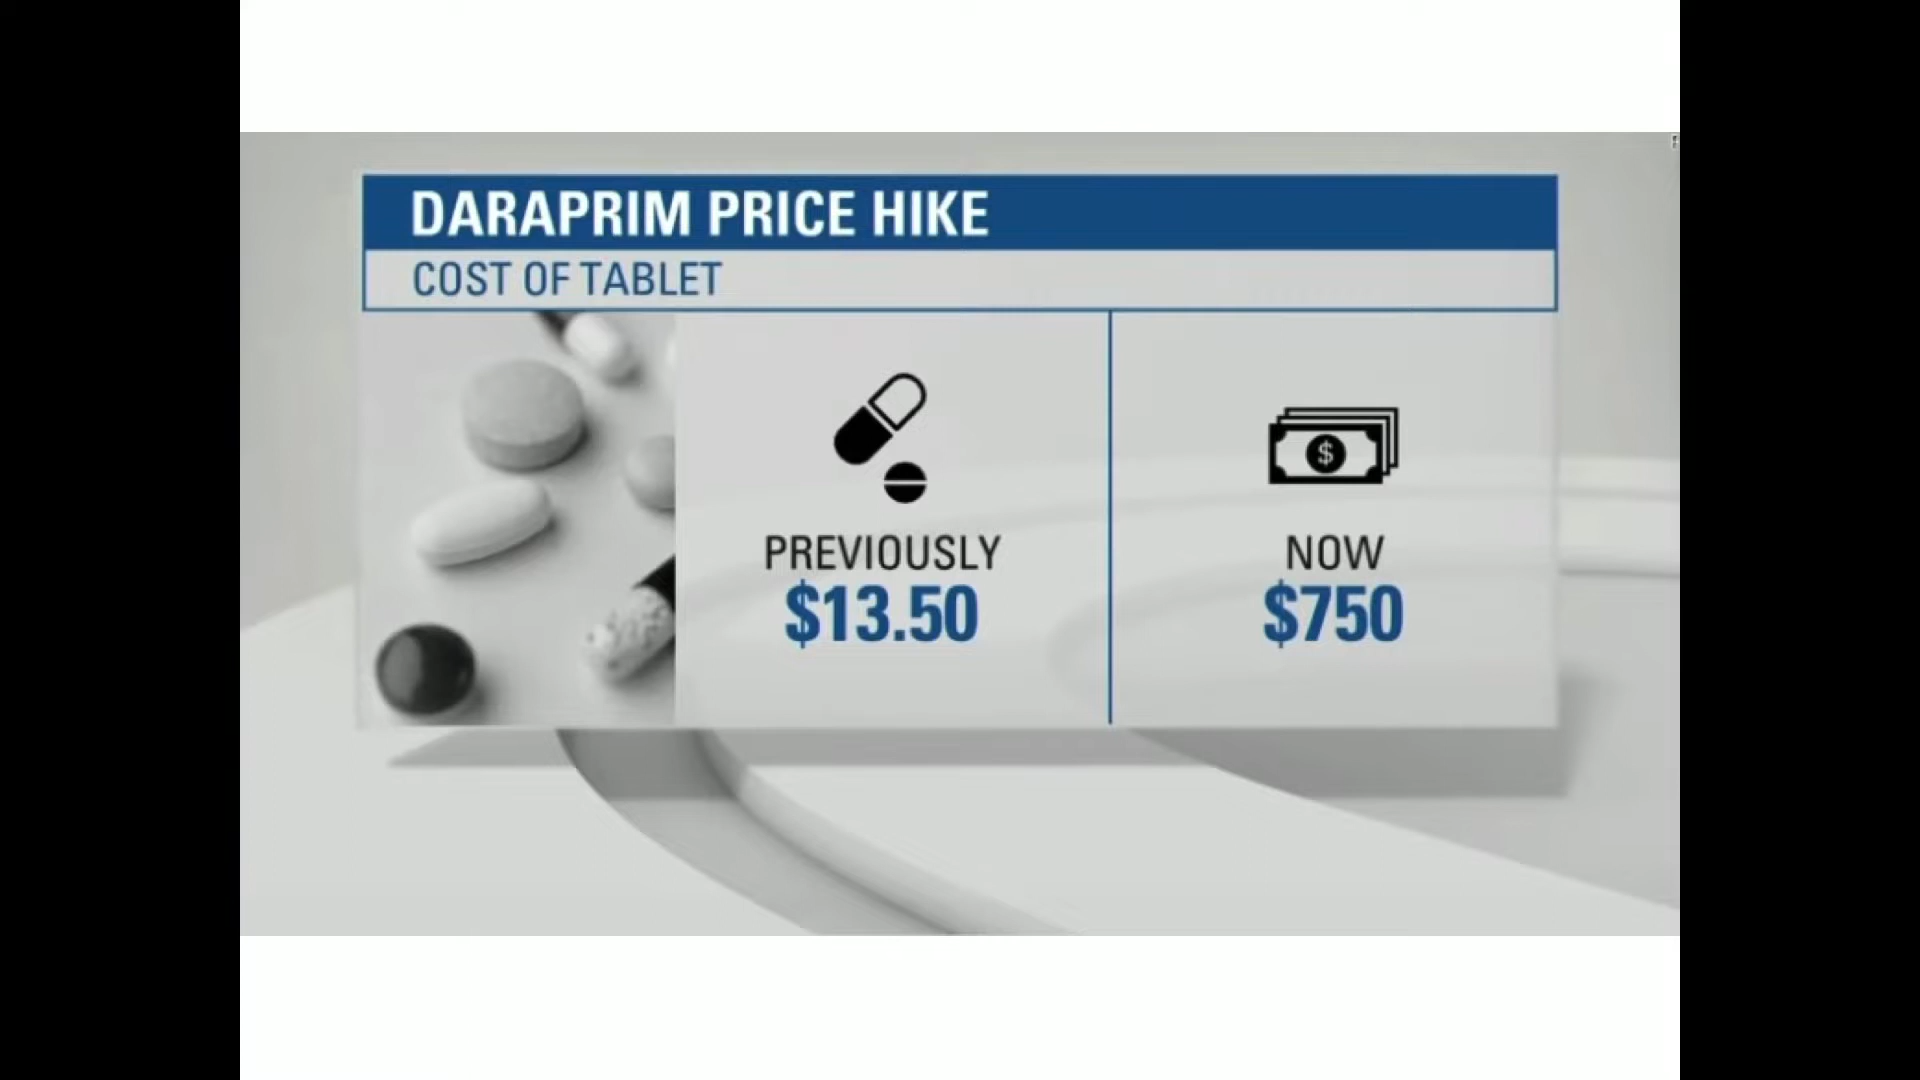 DARAPRIM PRICE HIKE
COST OF TABLET
PREVIOUSLY
$13.50
$
NOW
$750